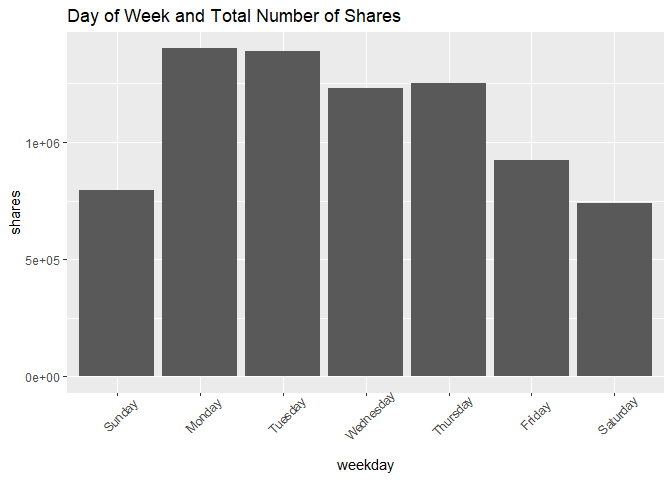 Day of Week and Total Number of Shares
shares
1e+06
5e+05
0e+00
Sunday
Monday
Tuesday
Wednesday
Thursday
Friday
Saturday
weekday